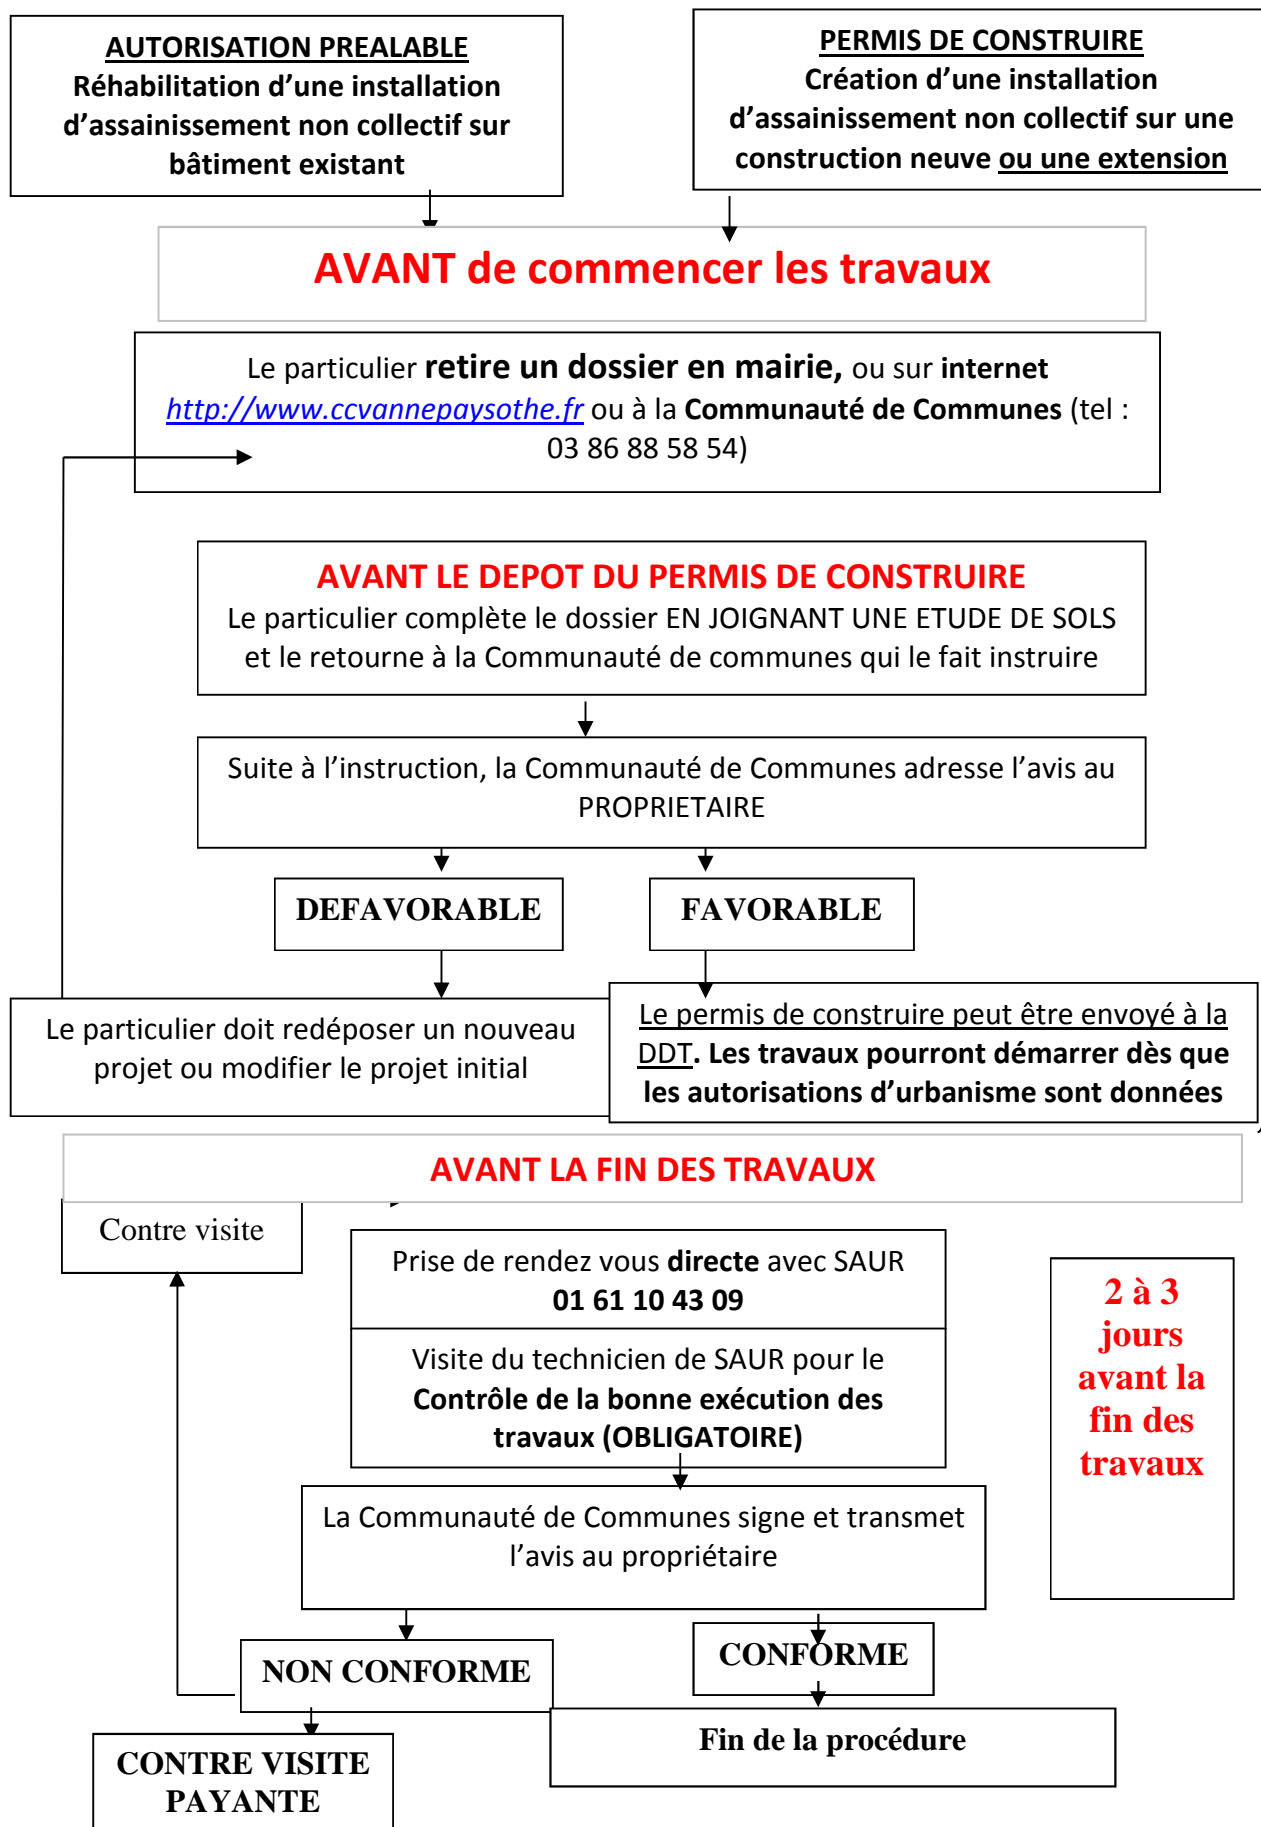 AUTORISATION PREALABLE
Réhabilitation d’une installation
d’assainissement non collectif sur
bâtiment existant
PERMIS DE CONSTRUIRE
Création d’une installation
d’assainissement non collectif sur une
construction neuve ou une extension
AVANT de commencer les travaux
Le particulier retire un dossier en mairie, ou sur internet
http://www.ccvannepaysothe.fr ou à la Communauté de Communes (tel :
03 86 88 58 54)
AVANT LE DEPOT DU PERMIS DE CONSTRUIRE
Le particulier complète le dossier EN JOIGNANT UNE ETUDE DE SOLS
et le retourne à la Communauté de communes qui le fait instruire
Suite à l’instruction, la Communauté de Communes adresse l’avis au
PROPRIETAIRE
DEFAVORABLE
FAVORABLE
Le particulier doit redéposer un nouveau
projet ou modifier le projet initial
Le permis de construire peut être envoyé à la
DDT. Les travaux pourront démarrer dès que
les autorisations d’urbanisme sont données
AVANT LA FIN DES TRAVAUX
Contre visite
Prise de rendez vous directe avec SAUR
01 61 10 43 09
Visite du technicien de SAUR pour le
Contrôle de la bonne exécution des
travaux (OBLIGATOIRE)
2 à 3
jours
avant la
fin des
travaux
La Communauté de Communes signe et transmet
l’avis au propriétaire
NON CONFORME
CONFORME
CONTRE VISITE
PAYANTE
Fin de la procédure